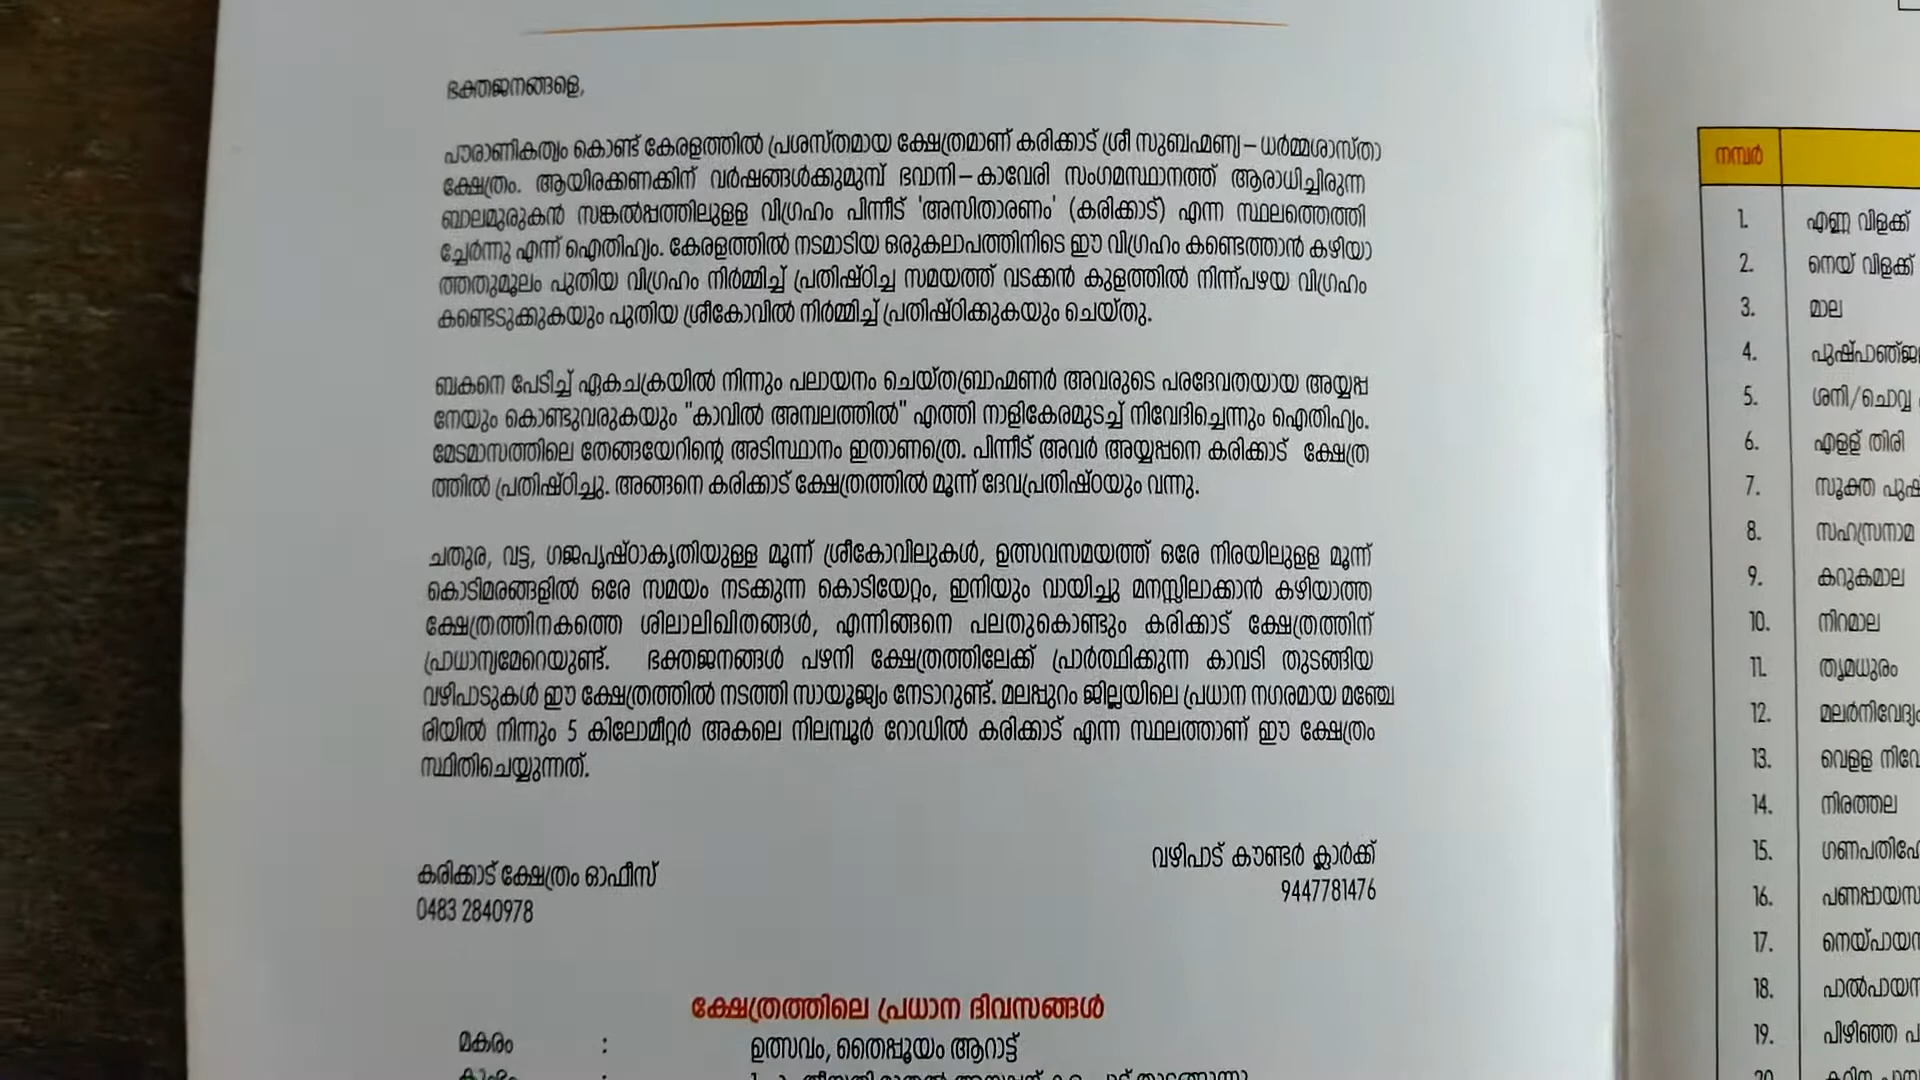 ഭക്തജനങ്ങളെ,
പൗരാണികത്വം കൊണ്ട് കേരളത്തിൽ പ്രശസ്തമായ ക്ഷേത്രമാണ് കരിക്കാട് ശ്രീ സുബഹ്മണ്യ – ധർമ്മശാസ്താ
ക്ഷേത്രം. ആയിരക്കണക്കിന് വർഷങ്ങൾക്കുമുമ്പ് ഭവാനി – കാവേരി സംഗമസ്ഥാനത്ത് ആരാധിച്ചിരുന്ന
ബാലമുരുകൻ സങ്കൽപ്പത്തിലുളള വിഗ്രഹം പിന്നീട് 'അസിതാരണം' (കരിക്കാട്) എന്ന സ്ഥലത്തെത്തി
ച്ചേർന്നു എന്ന് ഐതിഹ്യം. കേരളത്തിൽ നടമാടിയ ഒരുകലാപത്തിനിടെ ഈ വിഗ്രഹം കണ്ടെത്താൻ കഴിയാ
ത്തതുമൂലം പുതിയ വിഗ്രഹം നിർമ്മിച്ച് പ്രതിഷ്ഠിച്ച സമയത്ത് വടക്കൻ കുളത്തിൽ നിന്ന്പഴയ വിഗ്രഹം
കണ്ടെടുക്കുകയും പുതിയ ശ്രീകോവിൽ നിർമ്മിച്ച് പ്രതിഷ്ഠിക്കുകയും ചെയ്തു.
ബകനെ പേടിച്ച് ഏകചക്രയിൽ നിന്നും പലായനം ചെയ്തബ്രാഹ്മണർ അവരുടെ പരദേവതയായ അയ്യപ്പ
നേയും കൊണ്ടുവരുകയും "കാവിൽ അമ്പലത്തിൽ" എത്തി നാളികേരമുടച്ച് നിവേദിച്ചെന്നും ഐതിഹ്യം.
മേടമാസത്തിലെ തേങ്ങയേറിന്റെ അടിസ്ഥാനം ഇതാണത്രെ. പിന്നീട് അവർ അയ്യപ്പനെ കരിക്കാട് ക്ഷേത്ര
ത്തിൽ പ്രതിഷ്ഠിച്ചു. അങ്ങനെ കരിക്കാട് ക്ഷേത്രത്തിൽ മൂന്ന് ദേവപ്രതിഷ്ഠയും വന്നു.
ചതുര, വട്ട, ഗജപൃഷ്ഠാകൃതിയുള്ള മൂന്ന് ശ്രീകോവിലുകൾ, ഉത്സവസമയത്ത് ഒരേ നിരയിലുളള മൂന്ന്
കൊടിമരങ്ങളിൽ ഒരേ സമയം നടക്കുന്ന കൊടിയേറ്റം, ഇനിയും വായിച്ചു മനസ്സിലാക്കാൻ കഴിയാത്ത
ക്ഷേത്രത്തിനകത്തെ ശിലാലിഖിതങ്ങൾ, എന്നിങ്ങനെ പലതുകൊണ്ടും കരിക്കാട് ക്ഷേത്രത്തിന്
പ്രാധാന്യമേറെയുണ്ട്. ഭക്തജനങ്ങൾ പഴനി ക്ഷേത്രത്തിലേക്ക് പ്രാർത്ഥിക്കുന്ന കാവടി തുടങ്ങിയ
വഴിപാടുകൾ ഈ ക്ഷേത്രത്തിൽ നടത്തി സായൂജ്യം നേടാറുണ്ട്. മലപ്പുറം ജില്ലയിലെ പ്രധാന നഗരമായ മഞ്ചേ
രിയിൽ നിന്നും 5 കിലോമീറ്റർ അകലെ നിലമ്പൂർ റോഡിൽ കരിക്കാട് എന്ന സ്ഥലത്താണ് ഈ ക്ഷേത്രം
സ്ഥിതിചെയ്യുന്നത്.
കരിക്കാട് ക്ഷേത്രം ഓഫീസ്
0483 2840978
വഴിപാട് കൗണ്ടർ ക്ലാർക്ക്
9447781476
ക്ഷേത്രത്തിലെ പ്രധാന ദിവസങ്ങൾ
മകരം : ഉത്സവം, തൈപ്പൂയം ആറാട്ട്
നമ്പർ
1. എണ്ണ വിളക്ക്
2. നെയ് വിളക്ക്
3. മാല
4.
5. ശനി/ചൊവ്വ
6. എളള് തിരി
7. സൂക്ത
8. സഹസ്രനാമ
9. കറുകമാല
10. നിറമാല
11. തൃമധുരം
12. മലർനിവേദ്യം
13. വെളള
14. നിരത്തല
15.
16.
17.
18.
19. പിഴിഞ്ഞ